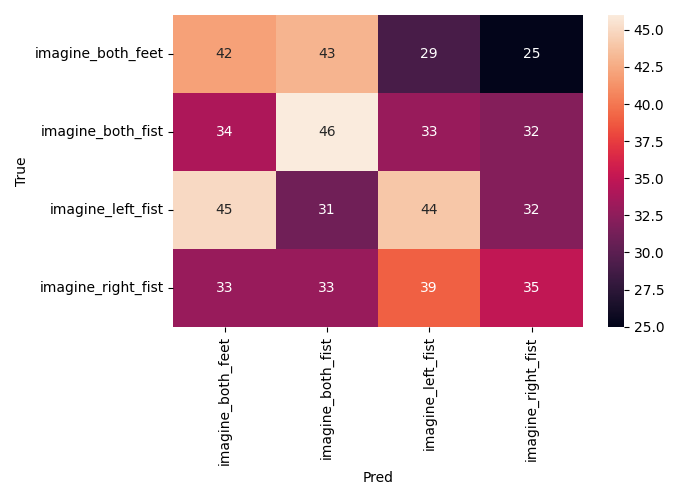 imagine_both_feet 42 43 29 25
imagine_both_fist 34 46 33 32
imagine_left_fist 45 31 44 32
imagine_right_fist 33 33 39 35
True
imagine_both_feet
imagine_both_fist
imagine_left_fist
imagine_right_fist
Pred
45.0
42.5
40.0
37.5
35.0
32.5
30.0
27.5
25.0